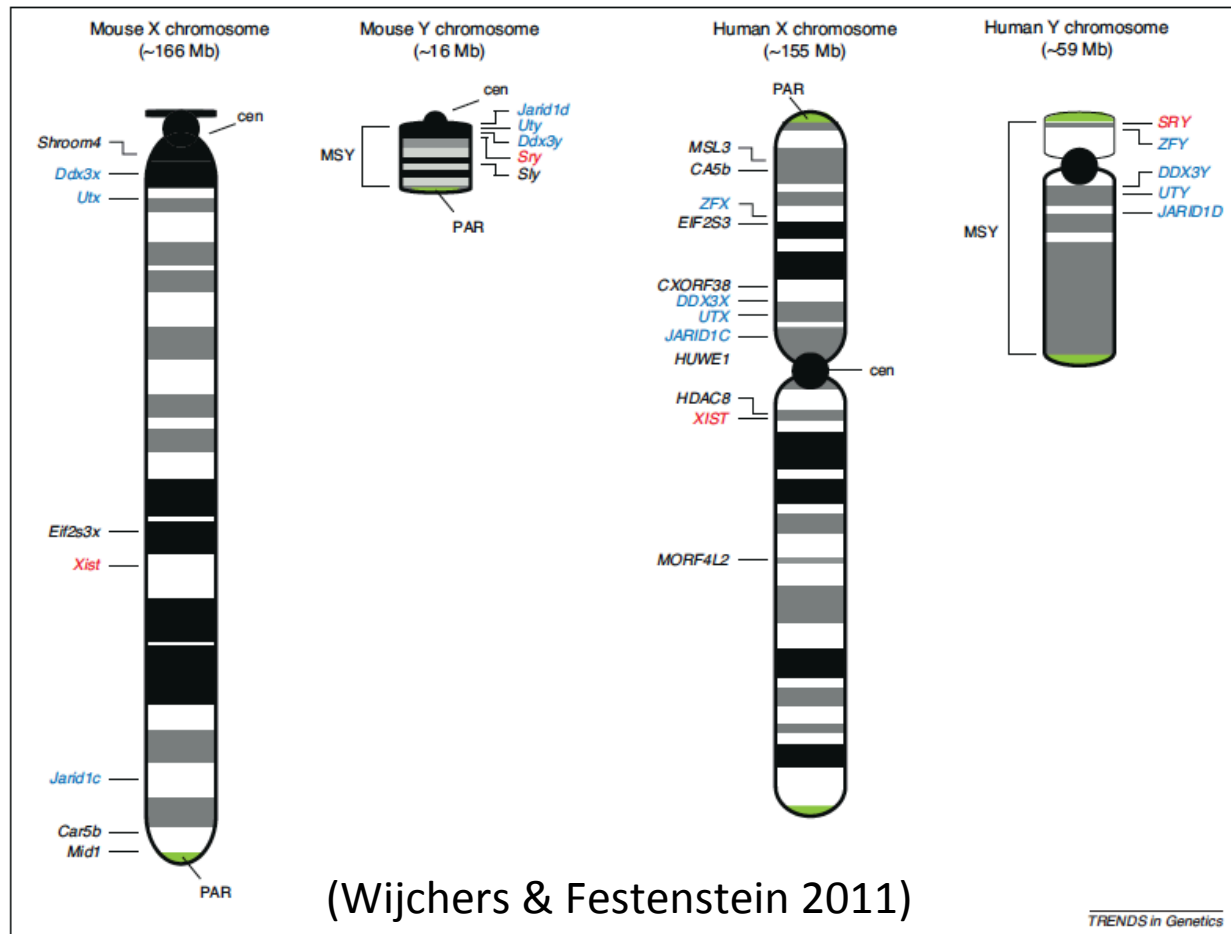 Mouse X chromosome
(~166 Mb)
cen
Shroom4
Ddx3x
Utx
Eif2s3x
Xist
Jarid1c
Car5b
Mid1
PAR
Mouse Y chromosome
(~16 Mb)
cen
Jarid1d
Uty
Ddx3y
Sry
Sly
MSY
PAR
Human X chromosome
(~155 Mb)
PAR
MSL3
CA5b
ZFX
EIF2S3
CXORF38
DDX3X
UTX
JARID1C
HUWE1
cen
HDAC8
XIST
MORF4L2
Human Y chromosome
(~59 Mb)
SRY
ZFY
DDX3Y
UTY
JARID1D
MSY
(Wijchers & Festenstein 2011)
TRENDS in Genetics